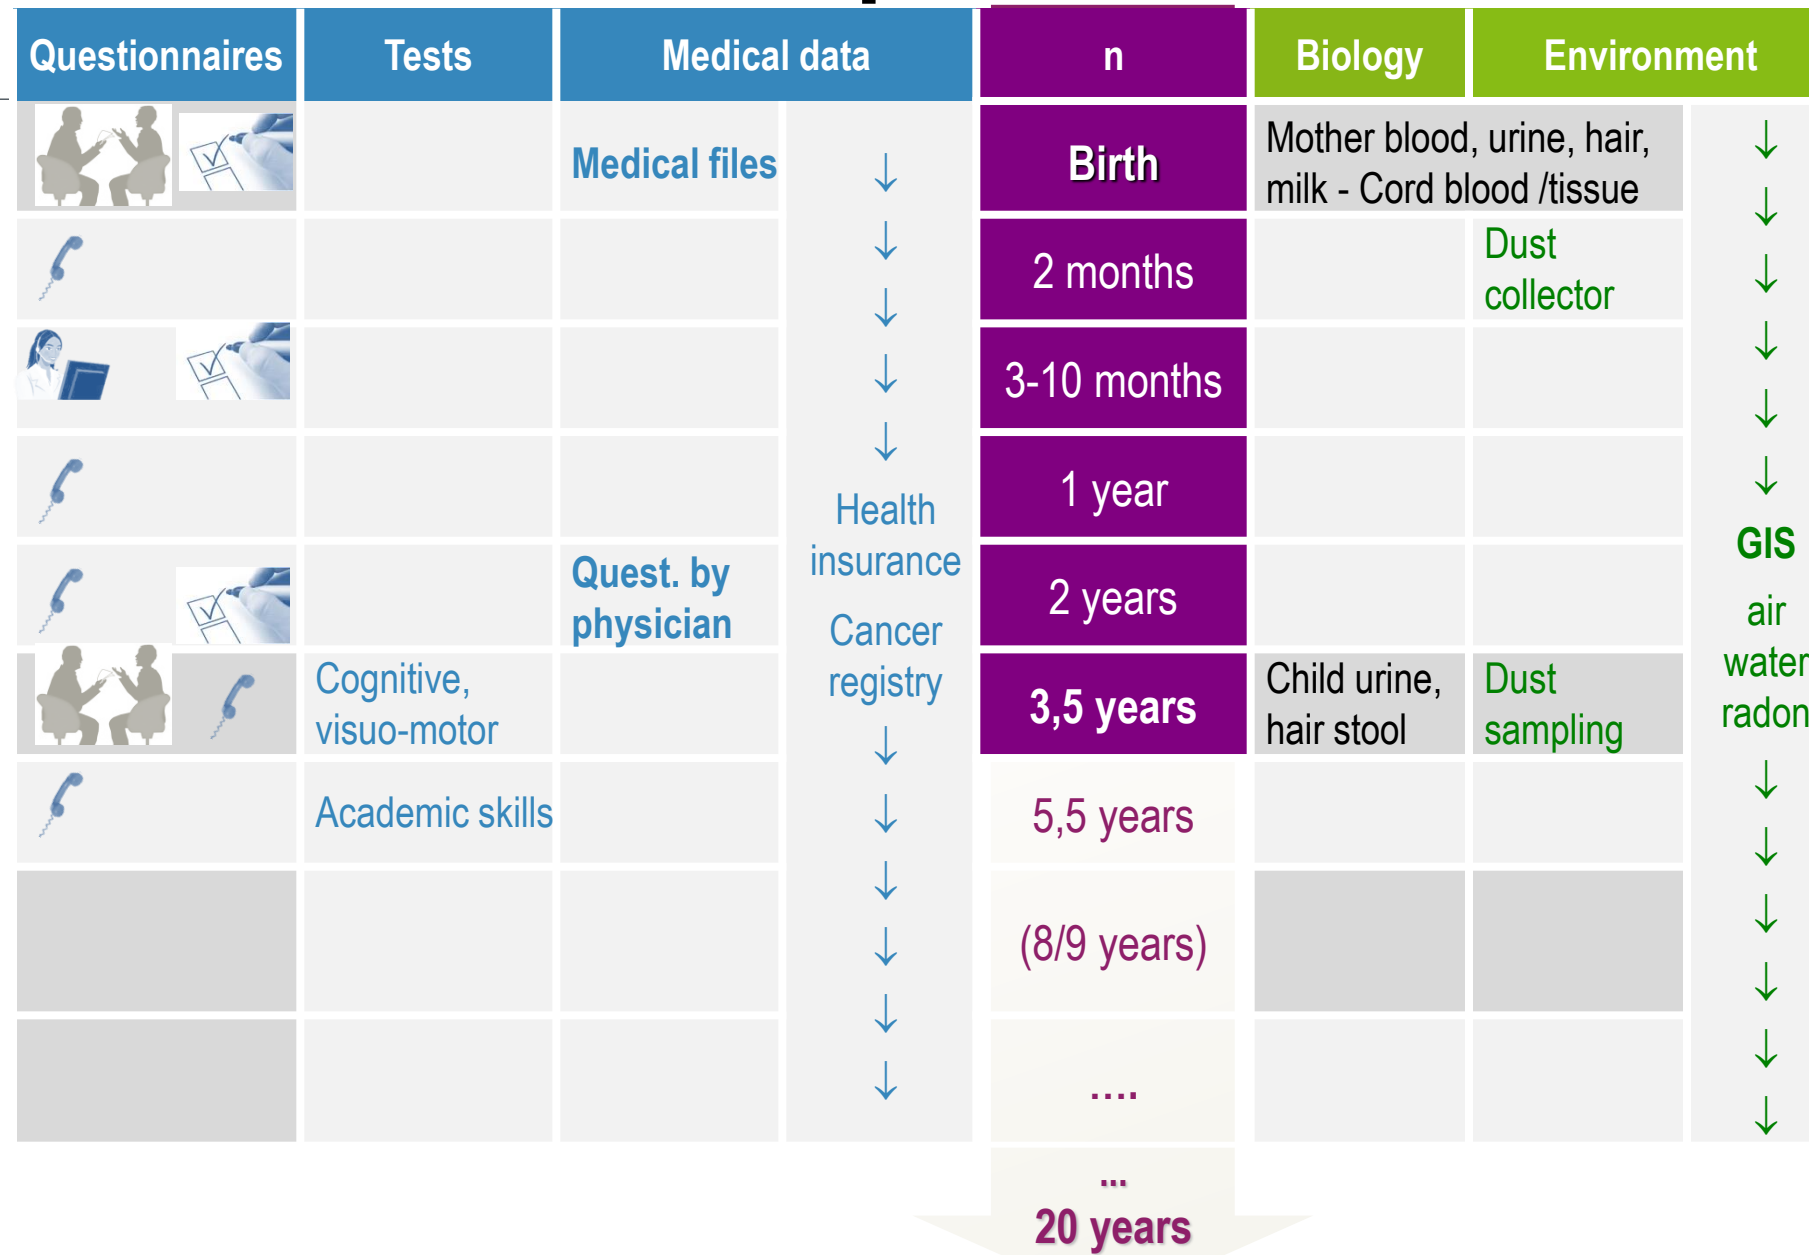 Questionnaires
Tests
Medical data
n
Biology
Environment
Medical files
↓
Birth
Mother blood, urine, hair,
milk - Cord blood /tissue
↓
↓
↓
2 months
Dust
collector
↓
↓
↓
3-10 months
↓
↓
↓
1 year
↓
Health
insurance
Cancer
registry
GIS
air
water
radon
Quest. by
physician
2 years
Cognitive,
visuo-motor
↓
3,5 years
Child urine,
hair stool
Dust
sampling
Academic skills
↓
5,5 years
↓
↓
↓
↓
(8/9 years)
↓
↓
↓
↓
....
↓
↓
...
20 years